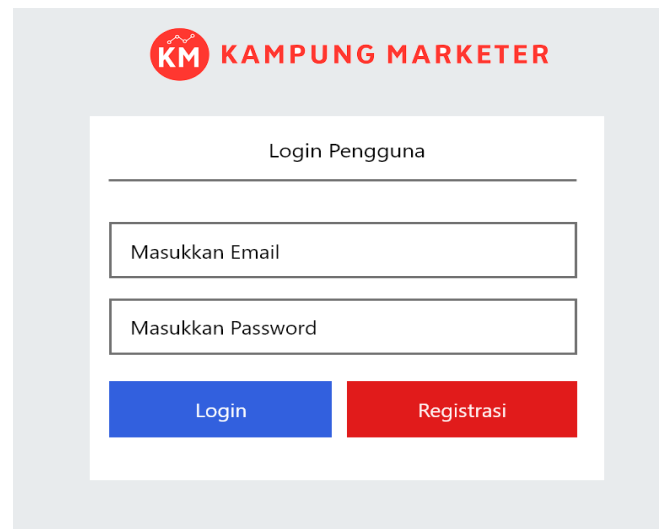 KM KAMPUNG MARKETER
Login Pengguna
Masukkan Email
Masukkan Password
Login Registrasi